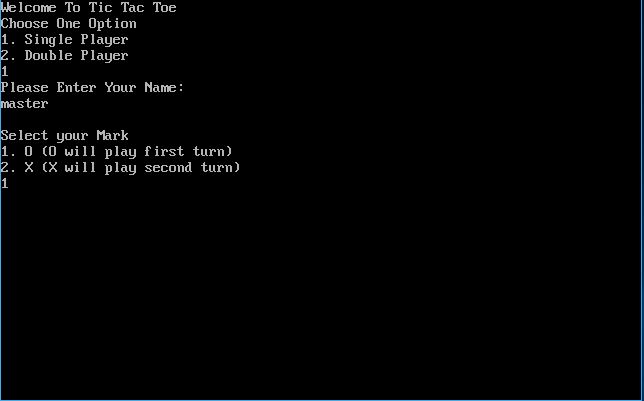 Welcome To Tic Tac Toe
Choose One Option
1. Single Player
2. Double Player
1
Please Enter Your Name:
master
Select your Mark
1. O (O will play first turn)
2. X (X will play second turn)
1